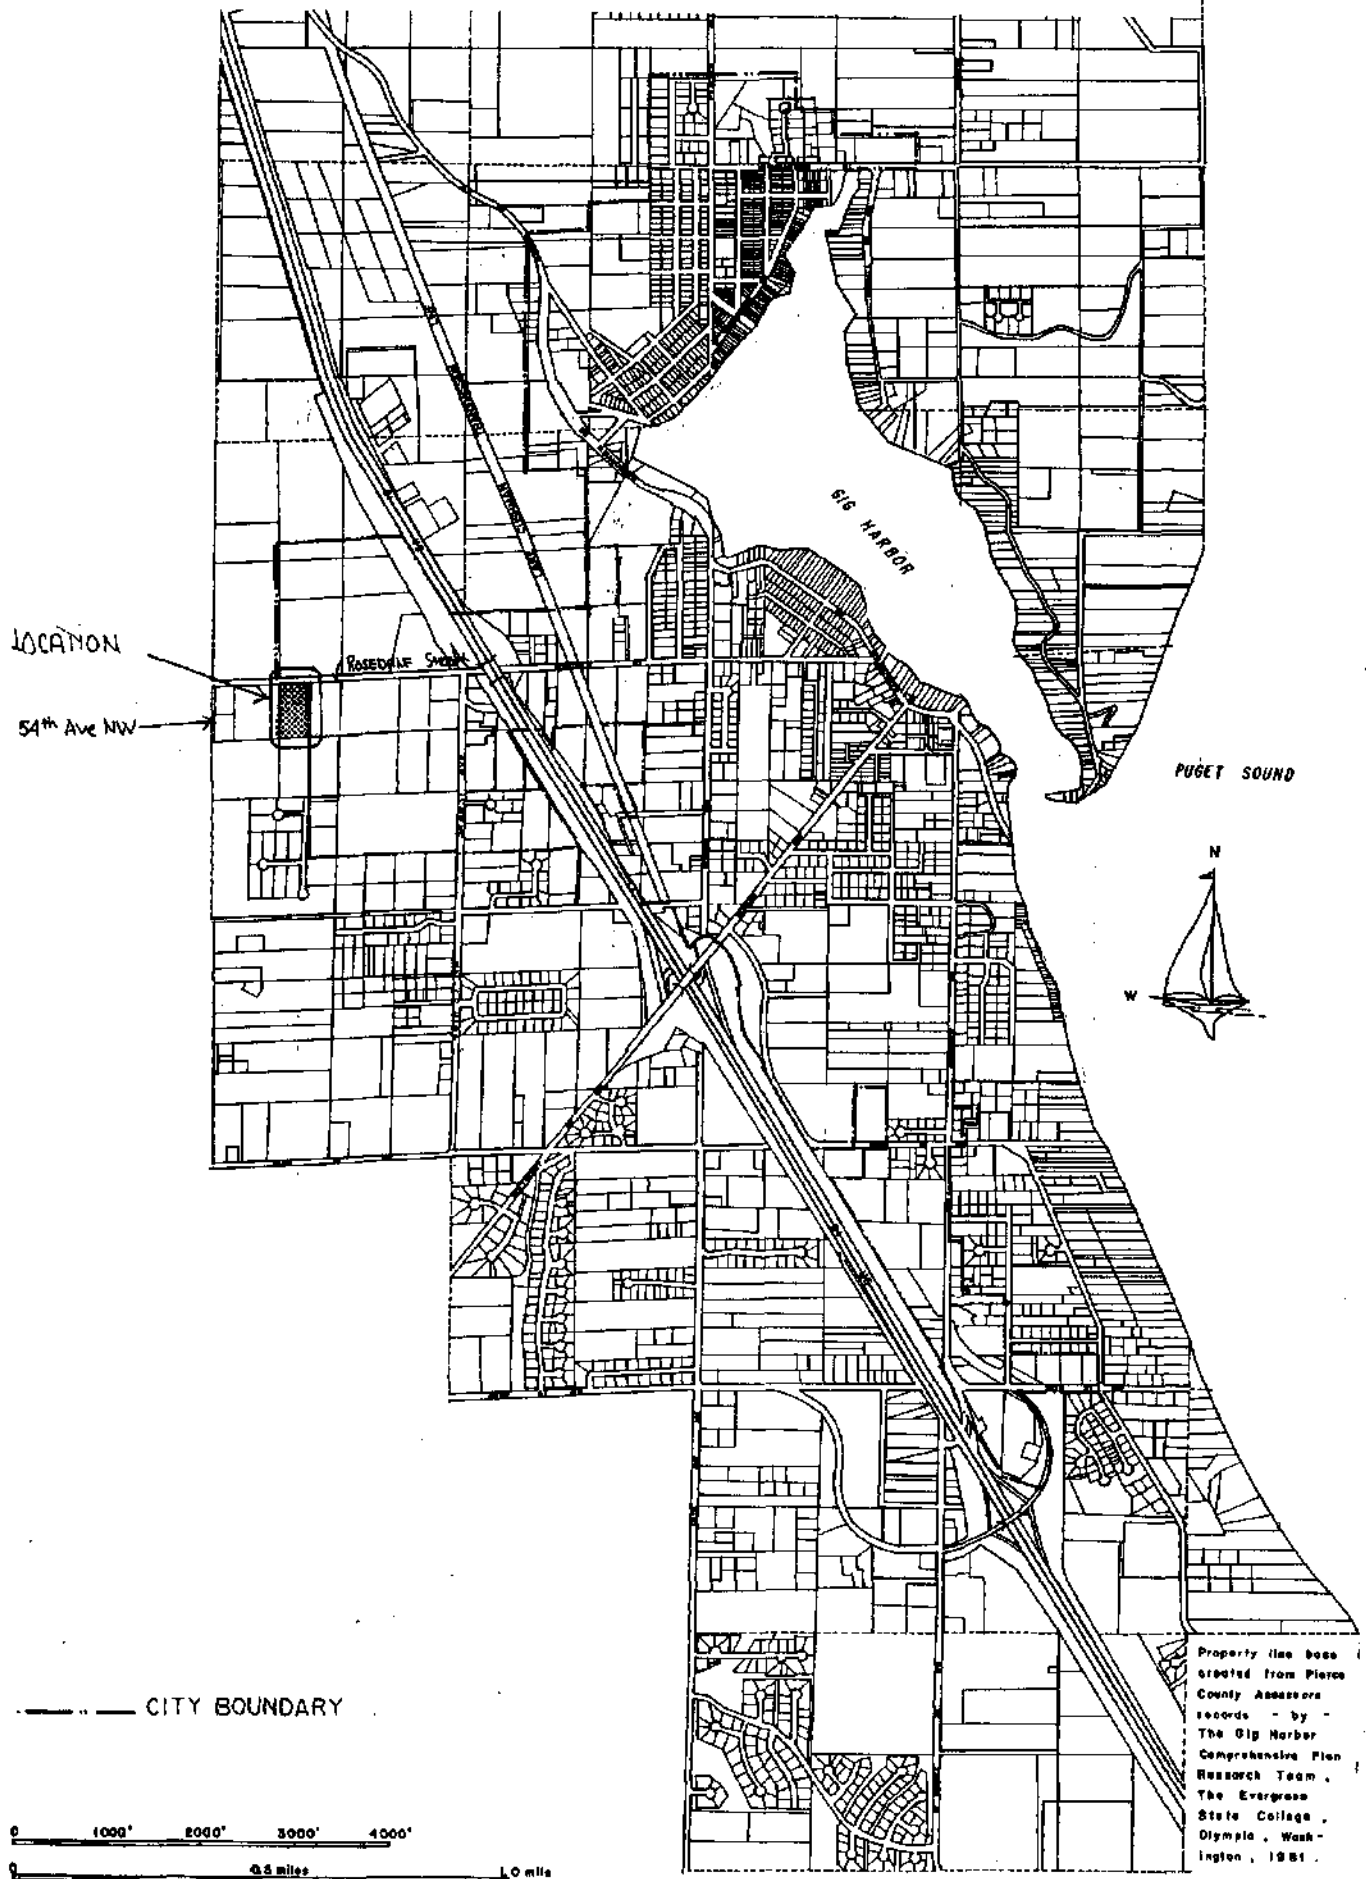 GIG HARBOR
LOCATION
ROSEDALE
54th Ave NW
PUGET SOUND
N
W
CITY BOUNDARY
0 1000' 2000' 3000' 4000'
0 0.5 miles 1.0 mile
Property line base
created from Pierce
County Assessors
records - by -
The Gig Harbor
Comprehensive Plan
Research Team,
The Evergreen
State College,
Olympia, Wash-
ington, 1981.